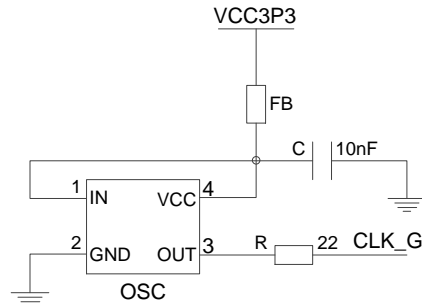 VCC3P3
FB
C 10nF
1 IN VCC 4
2 GND OUT 3 R 22 CLK_G
OSC